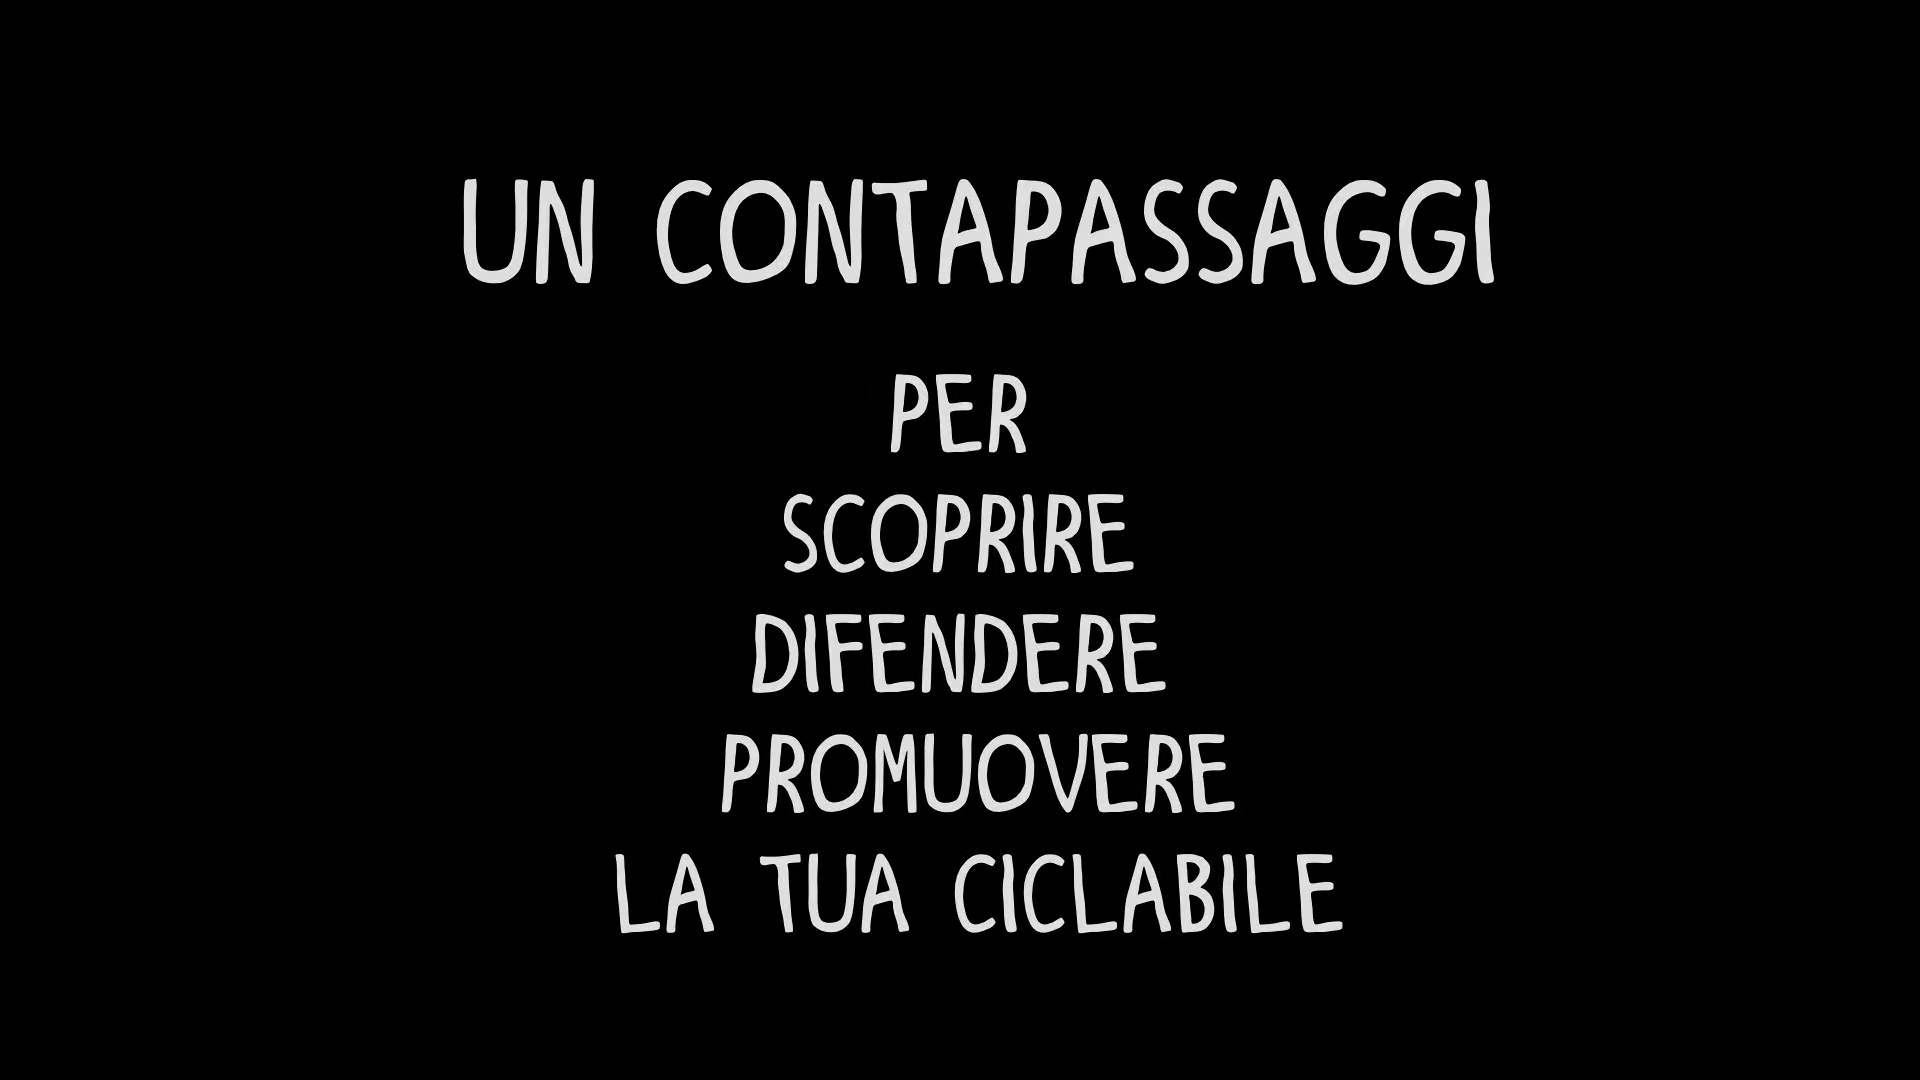 UN CONTAPASSAGGI
PER
SCOPRIRE
DIFENDERE
PROMUOVERE
LA TUA CICLABILE